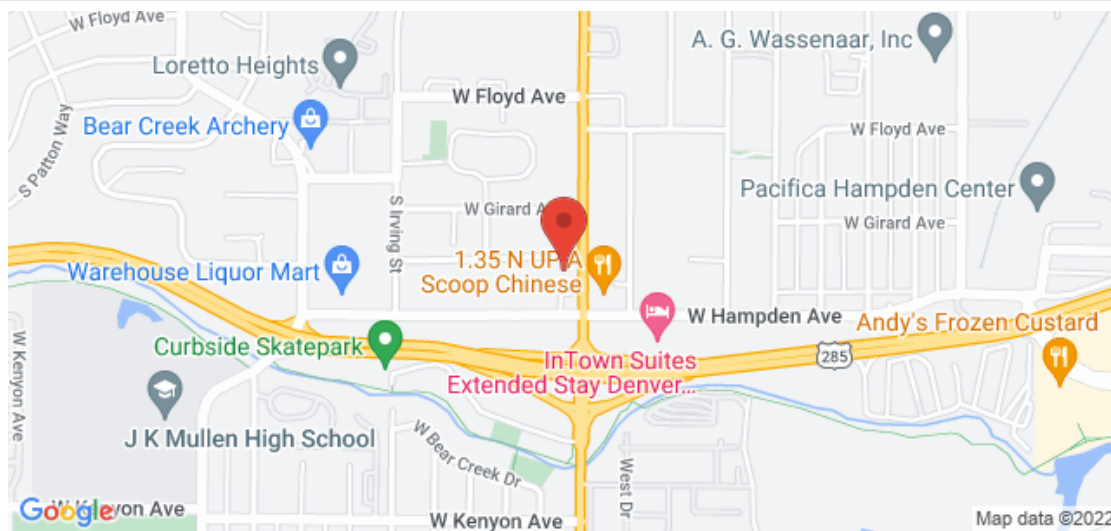 W Floyd Ave
A. G. Wassenaar, Inc
Loretto Heights
W Floyd Ave
Bear Creek Archery
W Floyd Ave
S Patton Way
Pacifica Hampden Center
S Irving St
W Girard Av
W Girard Ave
1.35 N UP A
Scoop Chinese
Warehouse Liquor Mart
W Hampden Ave
Andy's Frozen Custard
Curbside Skatepark
InTown Suites
Extended Stay Denver...
285
W Kenyon Ave
J K Mullen High School
W Bear Creek Dr
West Dr
Google
W Kenyon Ave
W Kenyon Ave
Map data ©2022